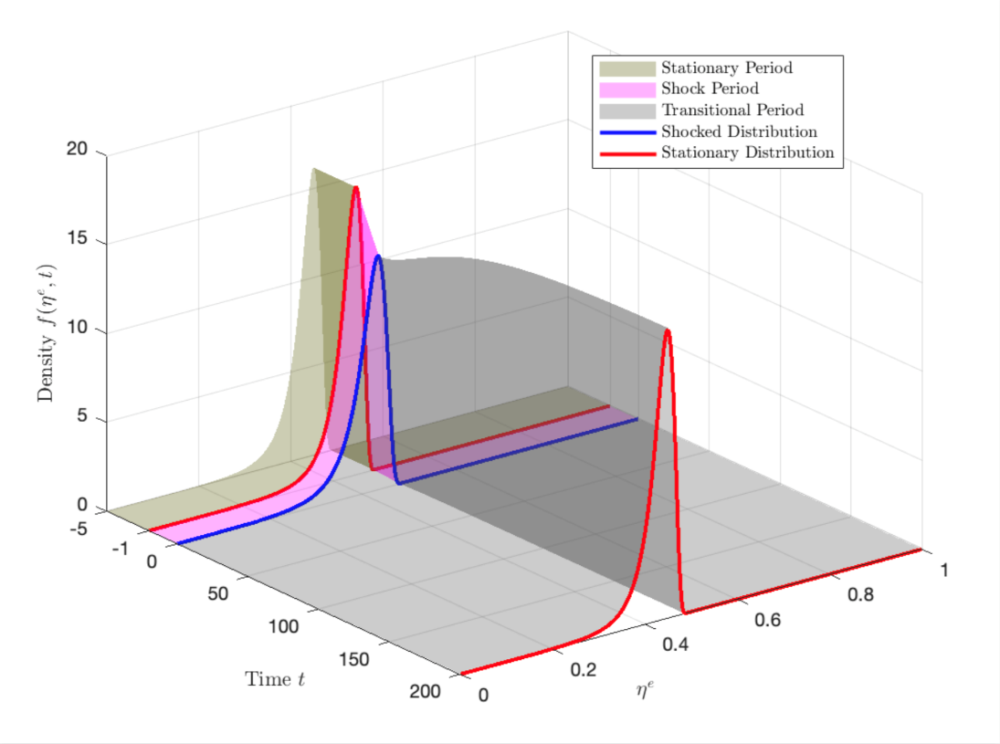 Stationary Period
Shock Period
Transitional Period
Shocked Distribution
Stationary Distribution
20
15
10
5
0
Density f(η^e, t)
-5
-1
0
50
100
150
200
Time t
0
0.2
0.4
0.6
0.8
1
η^e